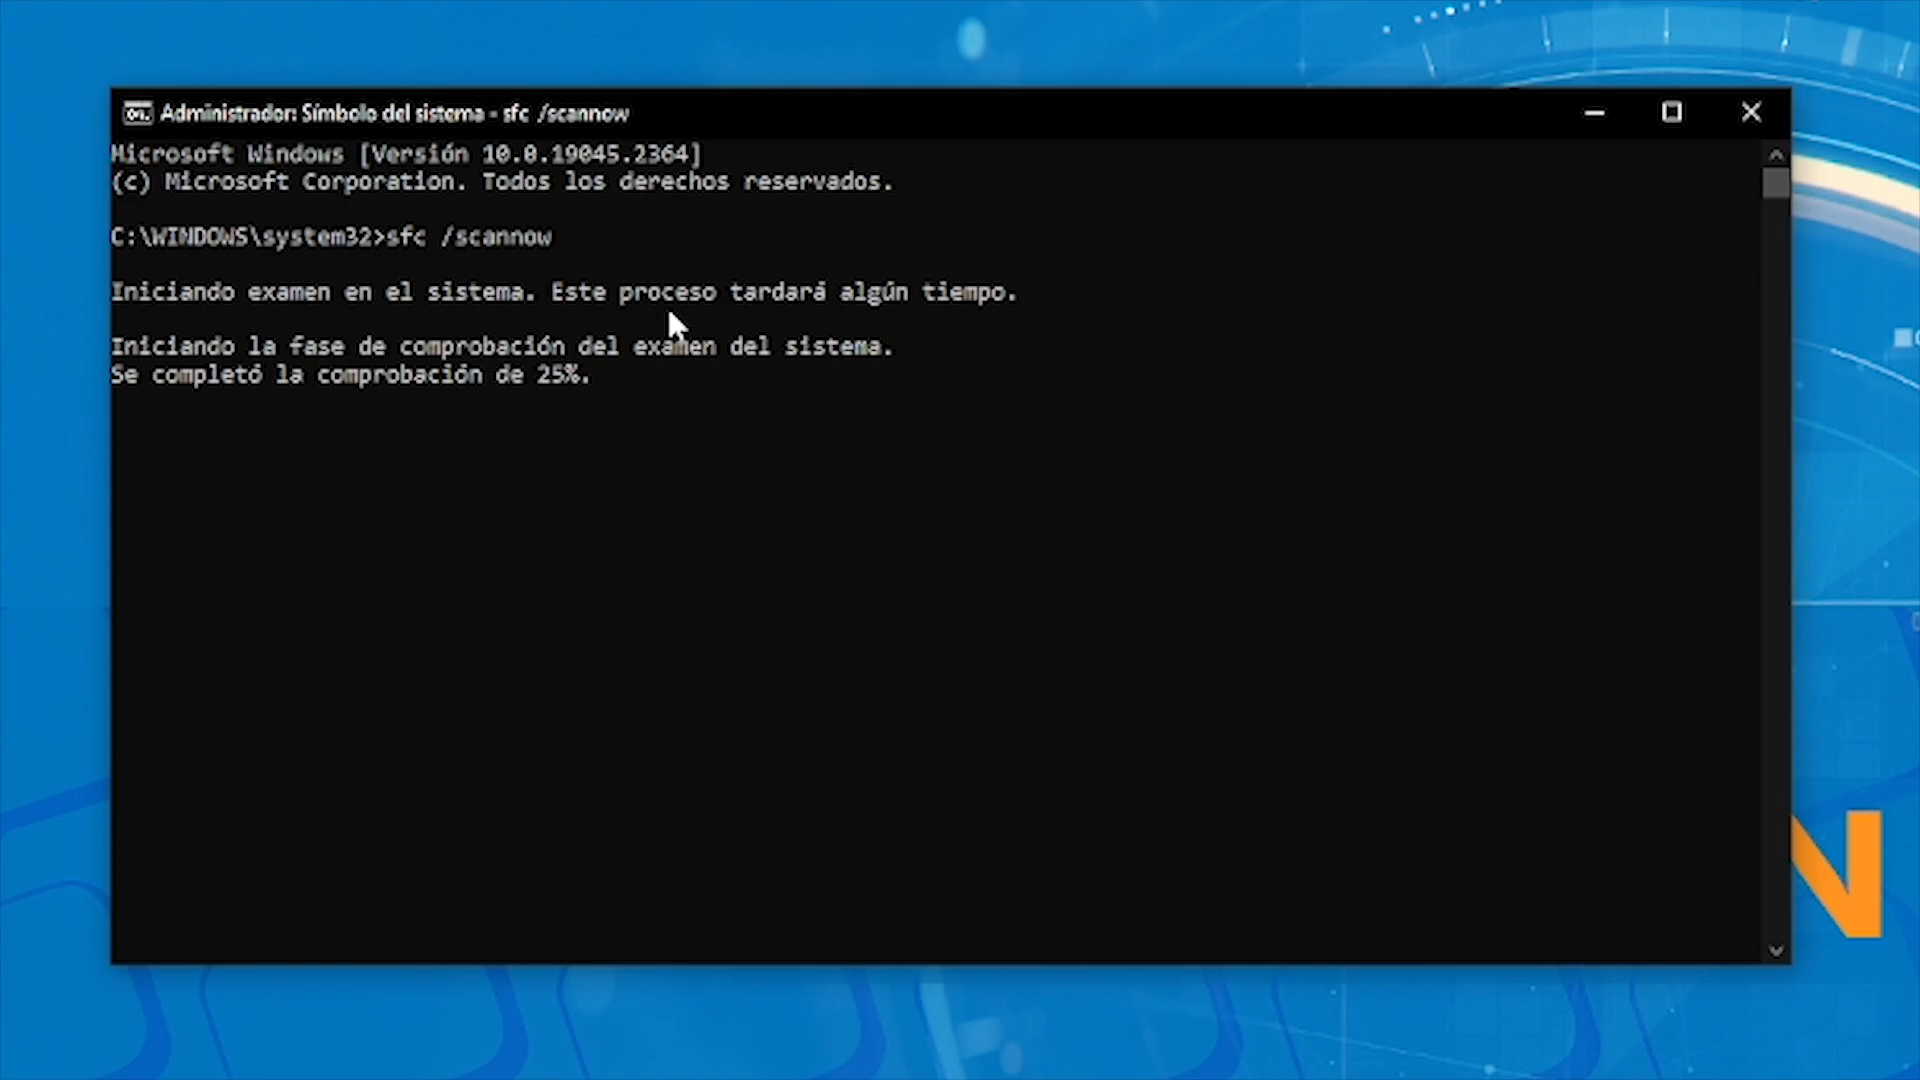 Administrador: Símbolo del sistema - sfc /scannow
Microsoft Windows [Versión 10.0.19045.2364]
(c) Microsoft Corporation. Todos los derechos reservados.
C:\WINDOWS\system32>sfc /scannow
Iniciando examen en el sistema. Este proceso tardará algún tiempo.
Iniciando la fase de comprobación del examen del sistema.
Se completó la comprobación de 25%.
N